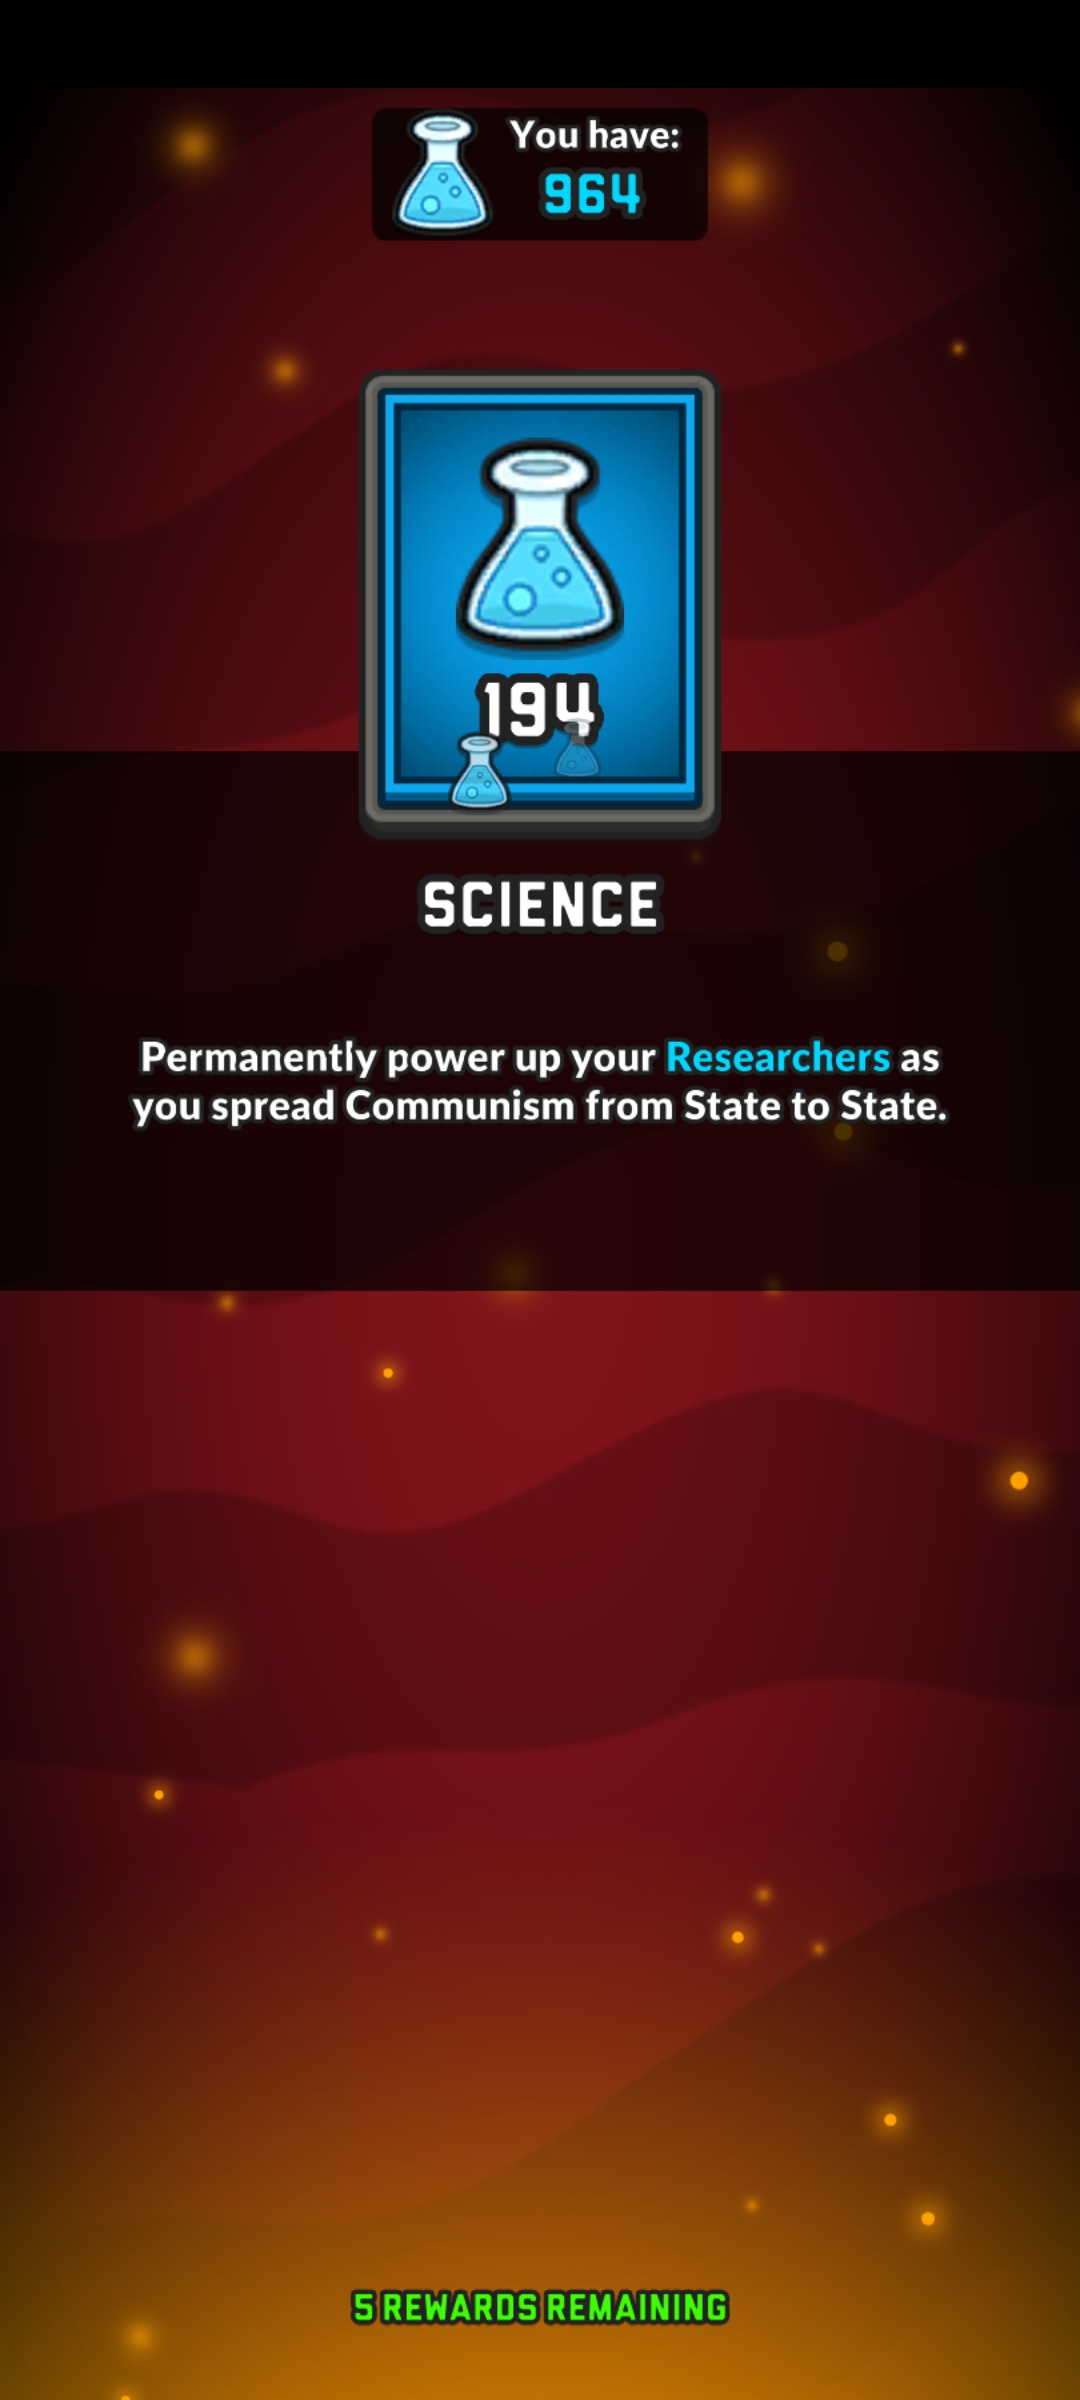 You have:
964
194
SCIENCE
Permanently power up your Researchers as
you spread Communism from State to State.
5 REWARDS REMAINING